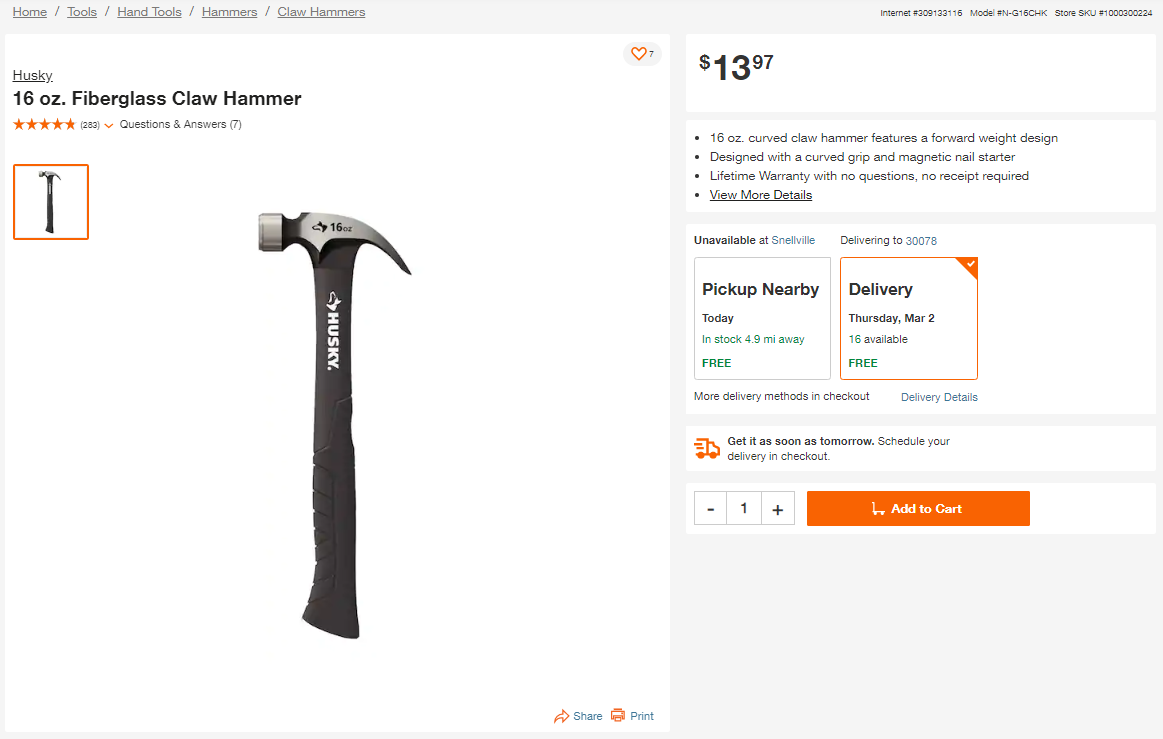 Home / Tools / Hand Tools / Hammers / Claw Hammers
Internet #309133116 Model #N-G16CHK Store SKU #1000300224
7
Husky
16 oz. Fiberglass Claw Hammer
(283) Questions & Answers (7)
16oz
HUSKY.
Share Print
$1397
16 oz. curved claw hammer features a forward weight design
Designed with a curved grip and magnetic nail starter
Lifetime Warranty with no questions, no receipt required
View More Details
Unavailable at Snellville Delivering to 30078
Pickup Nearby
Today
In stock 4.9 mi away
FREE
Delivery
Thursday, Mar 2
16 available
FREE
More delivery methods in checkout Delivery Details
Get it as soon as tomorrow. Schedule your
delivery in checkout.
- 1 + Add to Cart